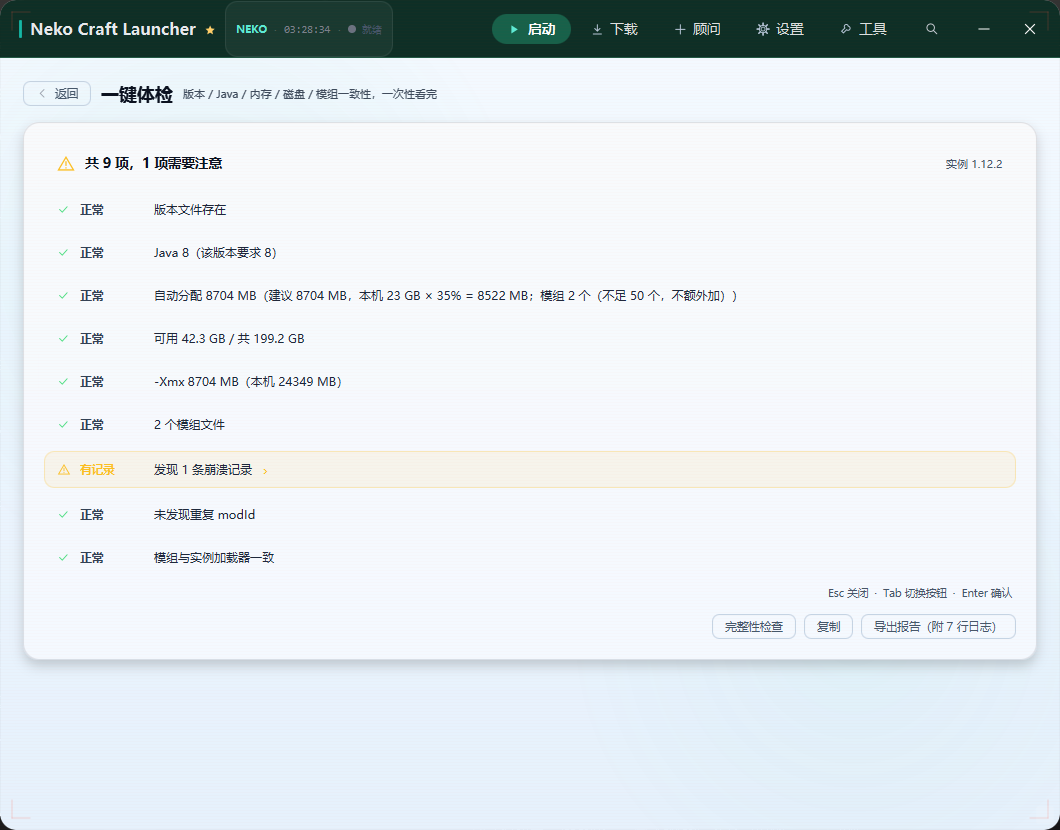 Neko Craft Launcher ★ NEKO · 03:28:34 · 就绪 启动 下载 顾问 设置 工具
返回 一键体检 版本 / Java / 内存 / 磁盘 / 模组一致性，一次性看完
共 9 项，1 项需要注意 实例 1.12.2
正常 版本文件存在
正常 Java 8（该版本要求 8）
正常 自动分配 8704 MB（建议 8704 MB，本机 23 GB × 35% = 8522 MB；模组 2 个（不足 50 个，不额外加））
正常 可用 42.3 GB / 共 199.2 GB
正常 -Xmx 8704 MB（本机 24349 MB）
正常 2 个模组文件
有记录 发现 1 条崩溃记录 ›
正常 未发现重复 modId
正常 模组与实例加载器一致
Esc 关闭 · Tab 切换按钮 · Enter 确认
完整性检查 复制 导出报告（附 7 行日志）